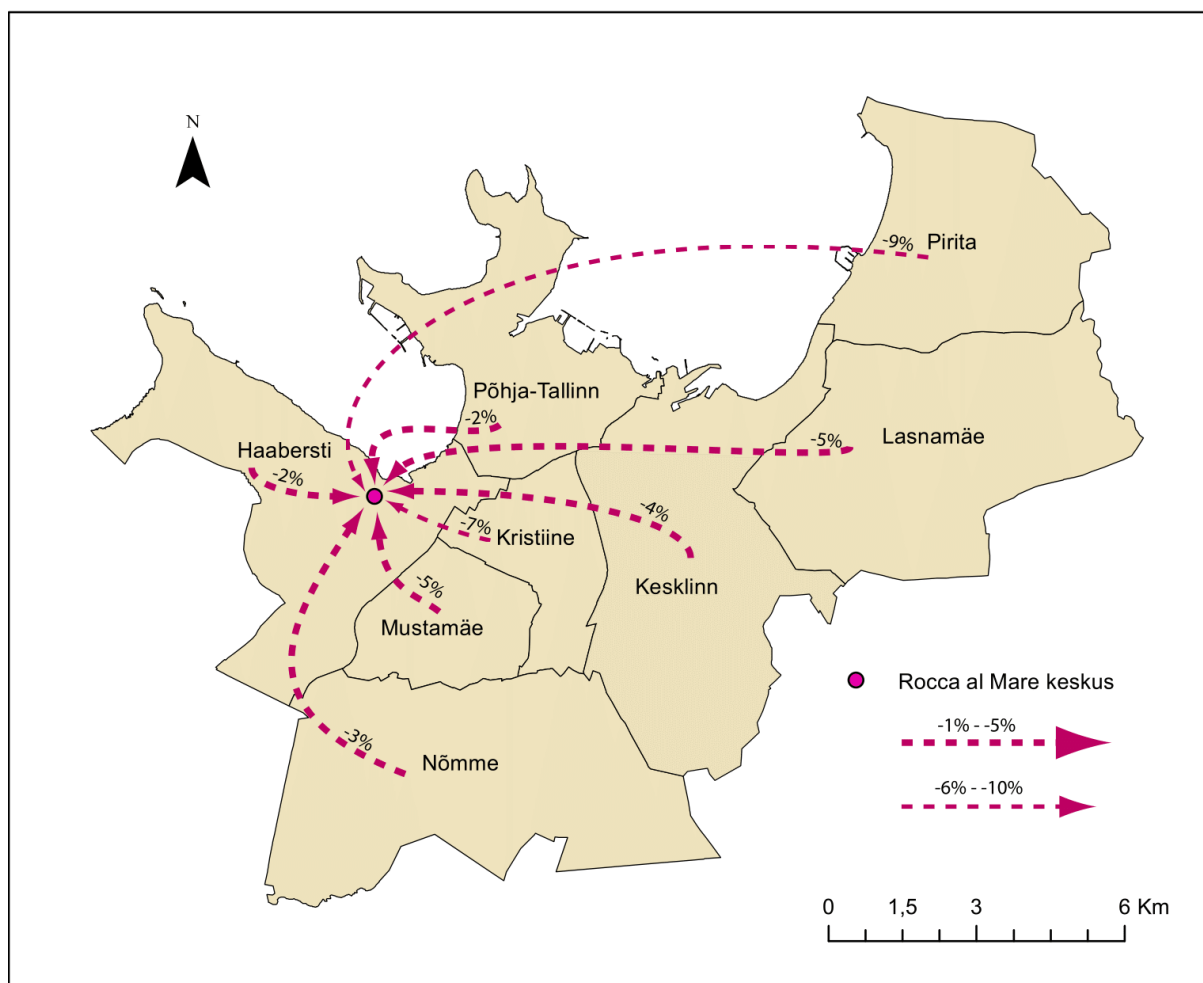 N
-9%
Pirita
Põhja-Tallinn
-2%
-5%
Lasnamäe
Haabersti
-2%
-4%
-7%
Kristiine
-5%
Kesklinn
Mustamäe
Rocca al Mare keskus
-3%
Nõmme
-1% - -5%
-6% - -10%
0 1,5 3 6 Km